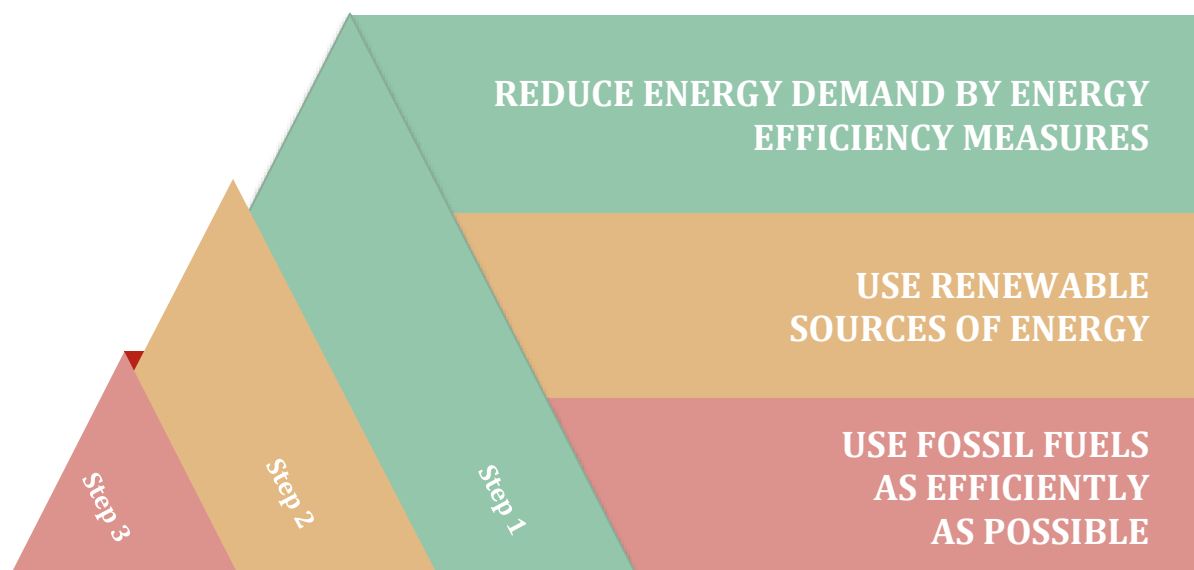 REDUCE ENERGY DEMAND BY ENERGY
EFFICIENCY MEASURES
USE RENEWABLE
SOURCES OF ENERGY
USE FOSSIL FUELS
AS EFFICIENTLY
AS POSSIBLE
Step 3
Step 2
Step 1